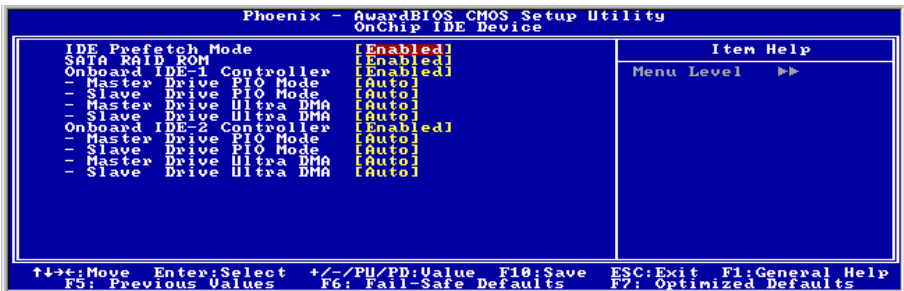 Phoenix - AwardBIOS CMOS Setup Utility
OnChip IDE Device
IDE Prefetch Mode [Enabled]
SATA RAID ROM [Enabled]
Onboard IDE-1 Controller [Enabled]
- Master Drive PIO Mode [Auto]
- Slave Drive PIO Mode [Auto]
- Master Drive Ultra DMA [Auto]
- Slave Drive Ultra DMA [Auto]
Onboard IDE-2 Controller [Enabled]
- Master Drive PIO Mode [Auto]
- Slave Drive PIO Mode [Auto]
- Master Drive Ultra DMA [Auto]
- Slave Drive Ultra DMA [Auto]
Item Help
Menu Level ▶▶
↑↓→←:Move Enter:Select +/-/PU/PD:Value F10:Save ESC:Exit F1:General Help
F5: Previous Values F6: Fail-Safe Defaults F7: Optimized Defaults